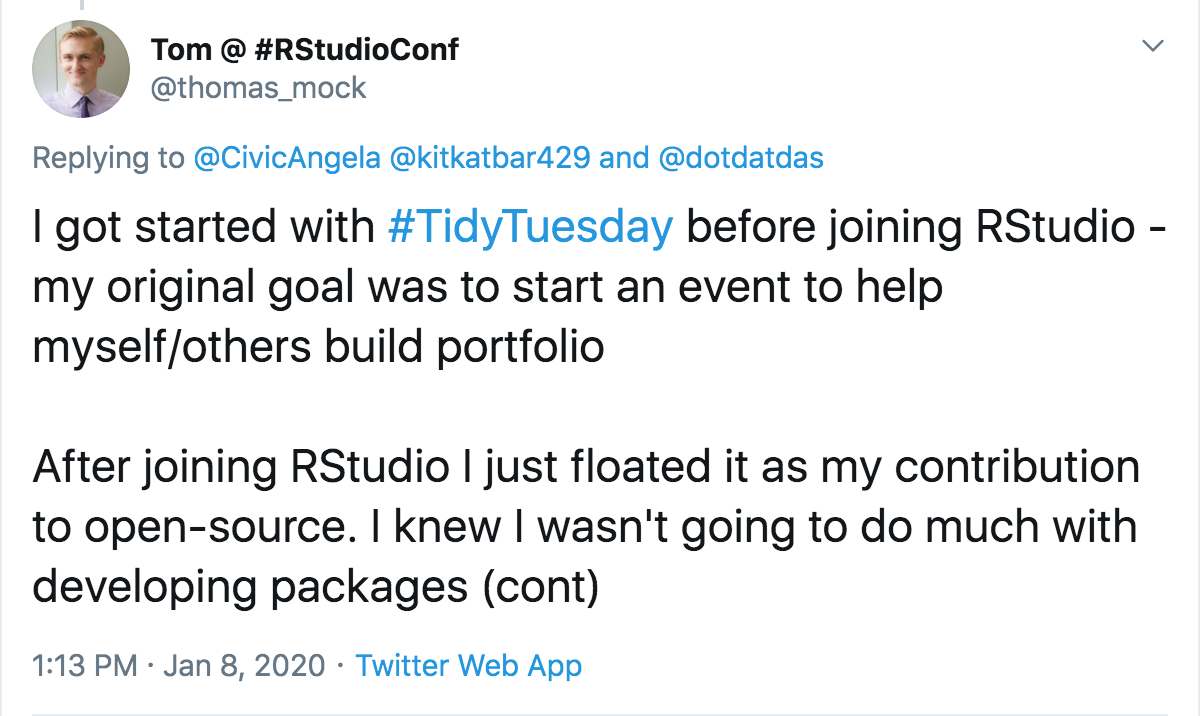 Tom @ #RStudioConf
@thomas_mock
Replying to @CivicAngela @kitkatbar429 and @dotdatdas
I got started with #TidyTuesday before joining RStudio -
my original goal was to start an event to help
myself/others build portfolio
After joining RStudio I just floated it as my contribution
to open-source. I knew I wasn't going to do much with
developing packages (cont)
1:13 PM · Jan 8, 2020 · Twitter Web App